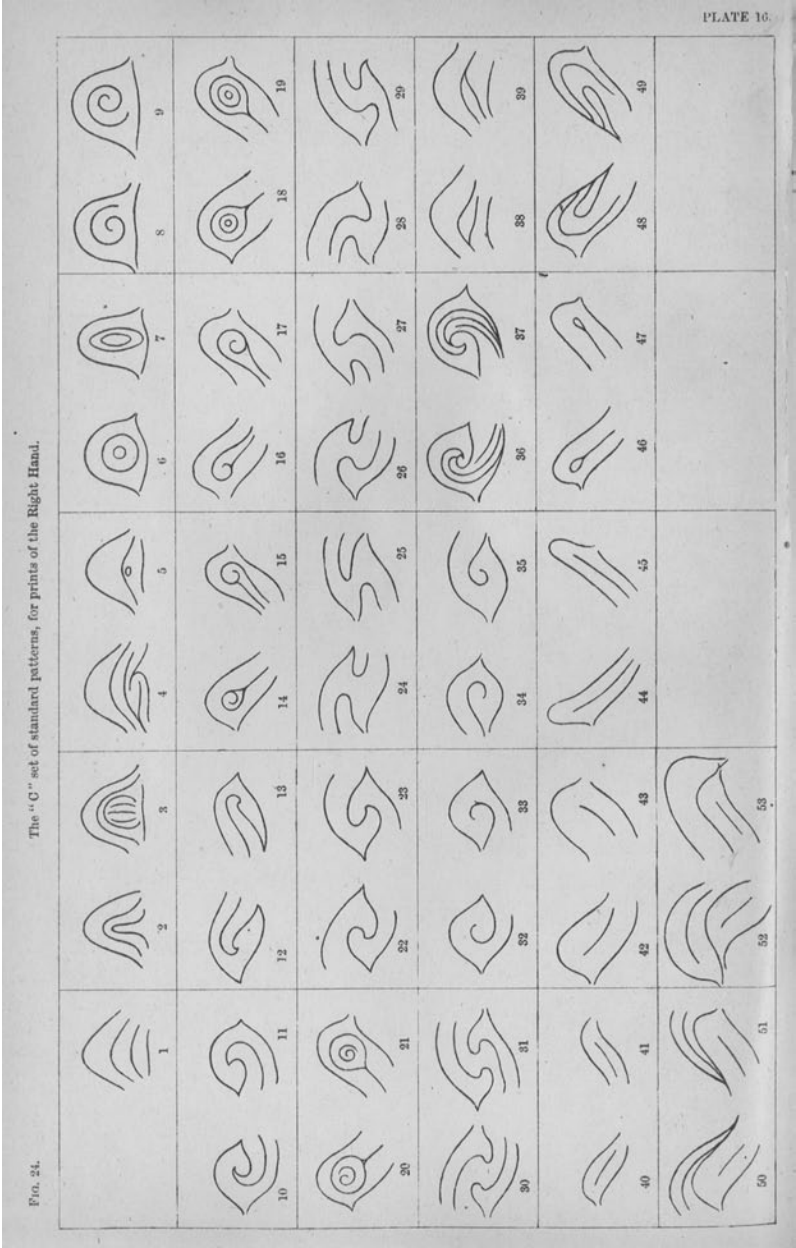 PLATE 16.
FIG. 24.
The "C" set of standard patterns, for prints of the Right Hand.
1 2 3 4 5 6 7 8 9
10 11 12 13 14 15 16 17 18 19
20 21 22 23 24 25 26 27 28 29
30 31 32 33 34 35 36 37 38 39
40 41 42 43 44 45 46 47 48 49
50 51 52 53